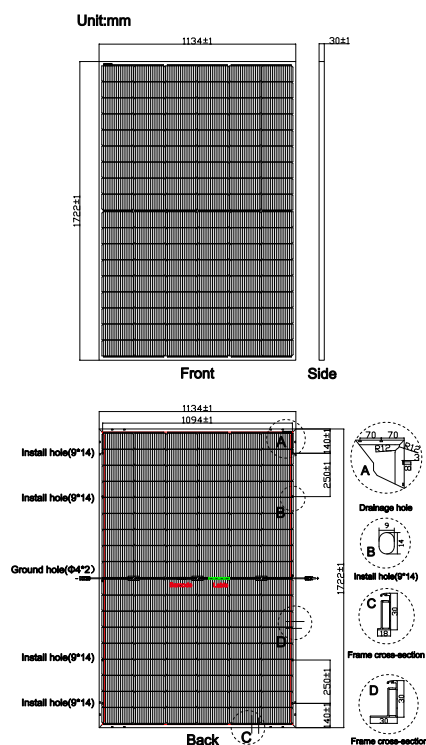 Unit:mm
1134±1
30±1
1722±1
Front
Side
1134±1
1094±1
A
140±1
250±1
Install hole(9*14)
Install hole(9*14)
B
Ground hole(Φ4*2)
1722±1
D
Install hole(9*14)
Install hole(9*14)
250±1
140±1
Back
C
70
70
R12
R12
A
Drainage hole
9
14
B
Install hole(9*14)
C
30
18
Frame cross-section
D
30
30
Frame cross-section